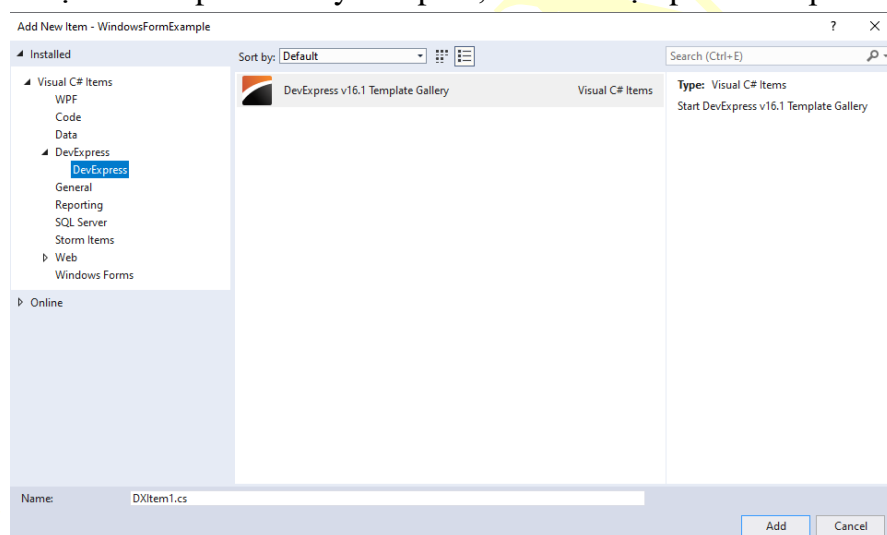 Add New Item - WindowsFormExample ? X
Installed
Sort by: Default
Search (Ctrl+E)
Visual C# Items
WPF
Code
Data
DevExpress
DevExpress
General
Reporting
SQL Server
Storm Items
Web
Windows Forms
Online
DevExpress v16.1 Template Gallery Visual C# Items
Type: Visual C# Items
Start DevExpress v16.1 Template Gallery
Name: DXItem1.cs
Add Cancel